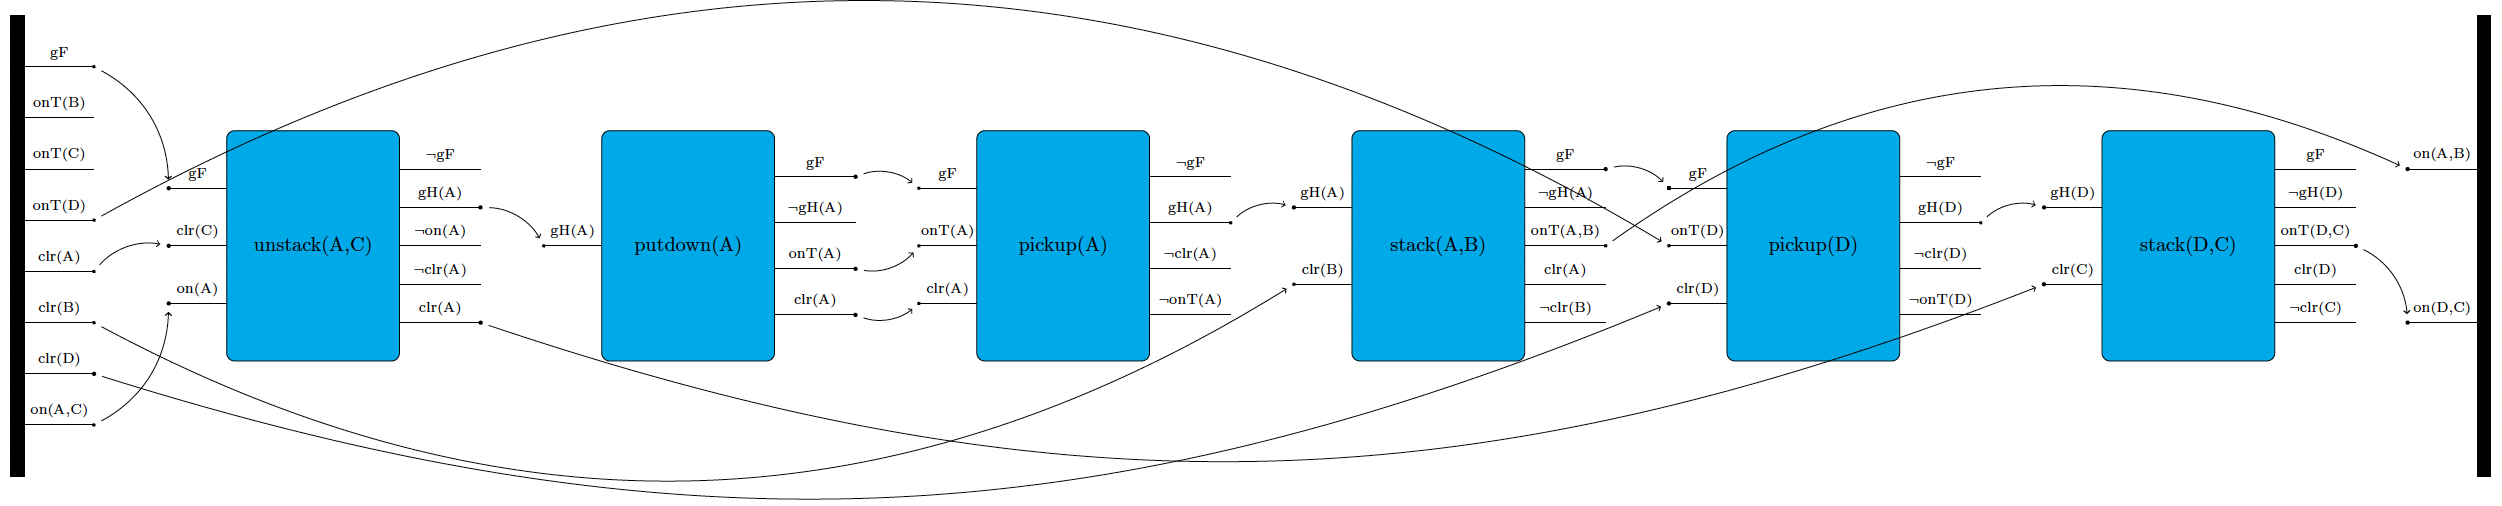 gF
onT(B)
onT(C)
onT(D)
clr(A)
clr(B)
clr(D)
on(A,C)
gF
clr(C)
on(A)
unstack(A,C)
¬gF
gH(A)
¬on(A)
¬clr(A)
clr(A)
gH(A)
putdown(A)
gF
¬gH(A)
onT(A)
clr(A)
gF
onT(A)
clr(A)
pickup(A)
¬gF
gH(A)
¬clr(A)
¬onT(A)
gH(A)
clr(B)
stack(A,B)
gF
¬gH(A)
onT(A,B)
clr(A)
¬clr(B)
gF
onT(D)
clr(D)
pickup(D)
¬gF
gH(D)
¬clr(D)
¬onT(D)
gH(D)
clr(C)
stack(D,C)
gF
¬gH(D)
onT(D,C)
clr(D)
¬clr(C)
on(A,B)
on(D,C)